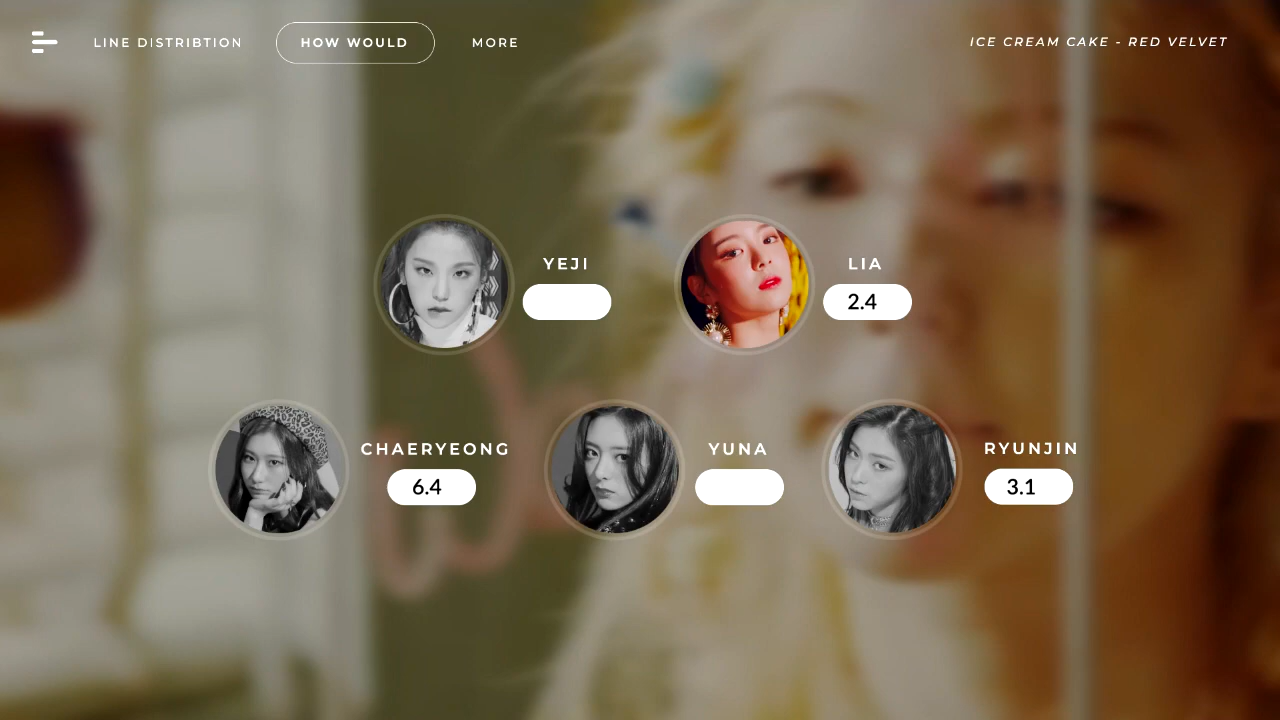 LINE DISTRIBTION
HOW WOULD
MORE
ICE CREAM CAKE - RED VELVET
YEJI
LIA
2.4
CHAERYEONG
6.4
YUNA
RYUNJIN
3.1